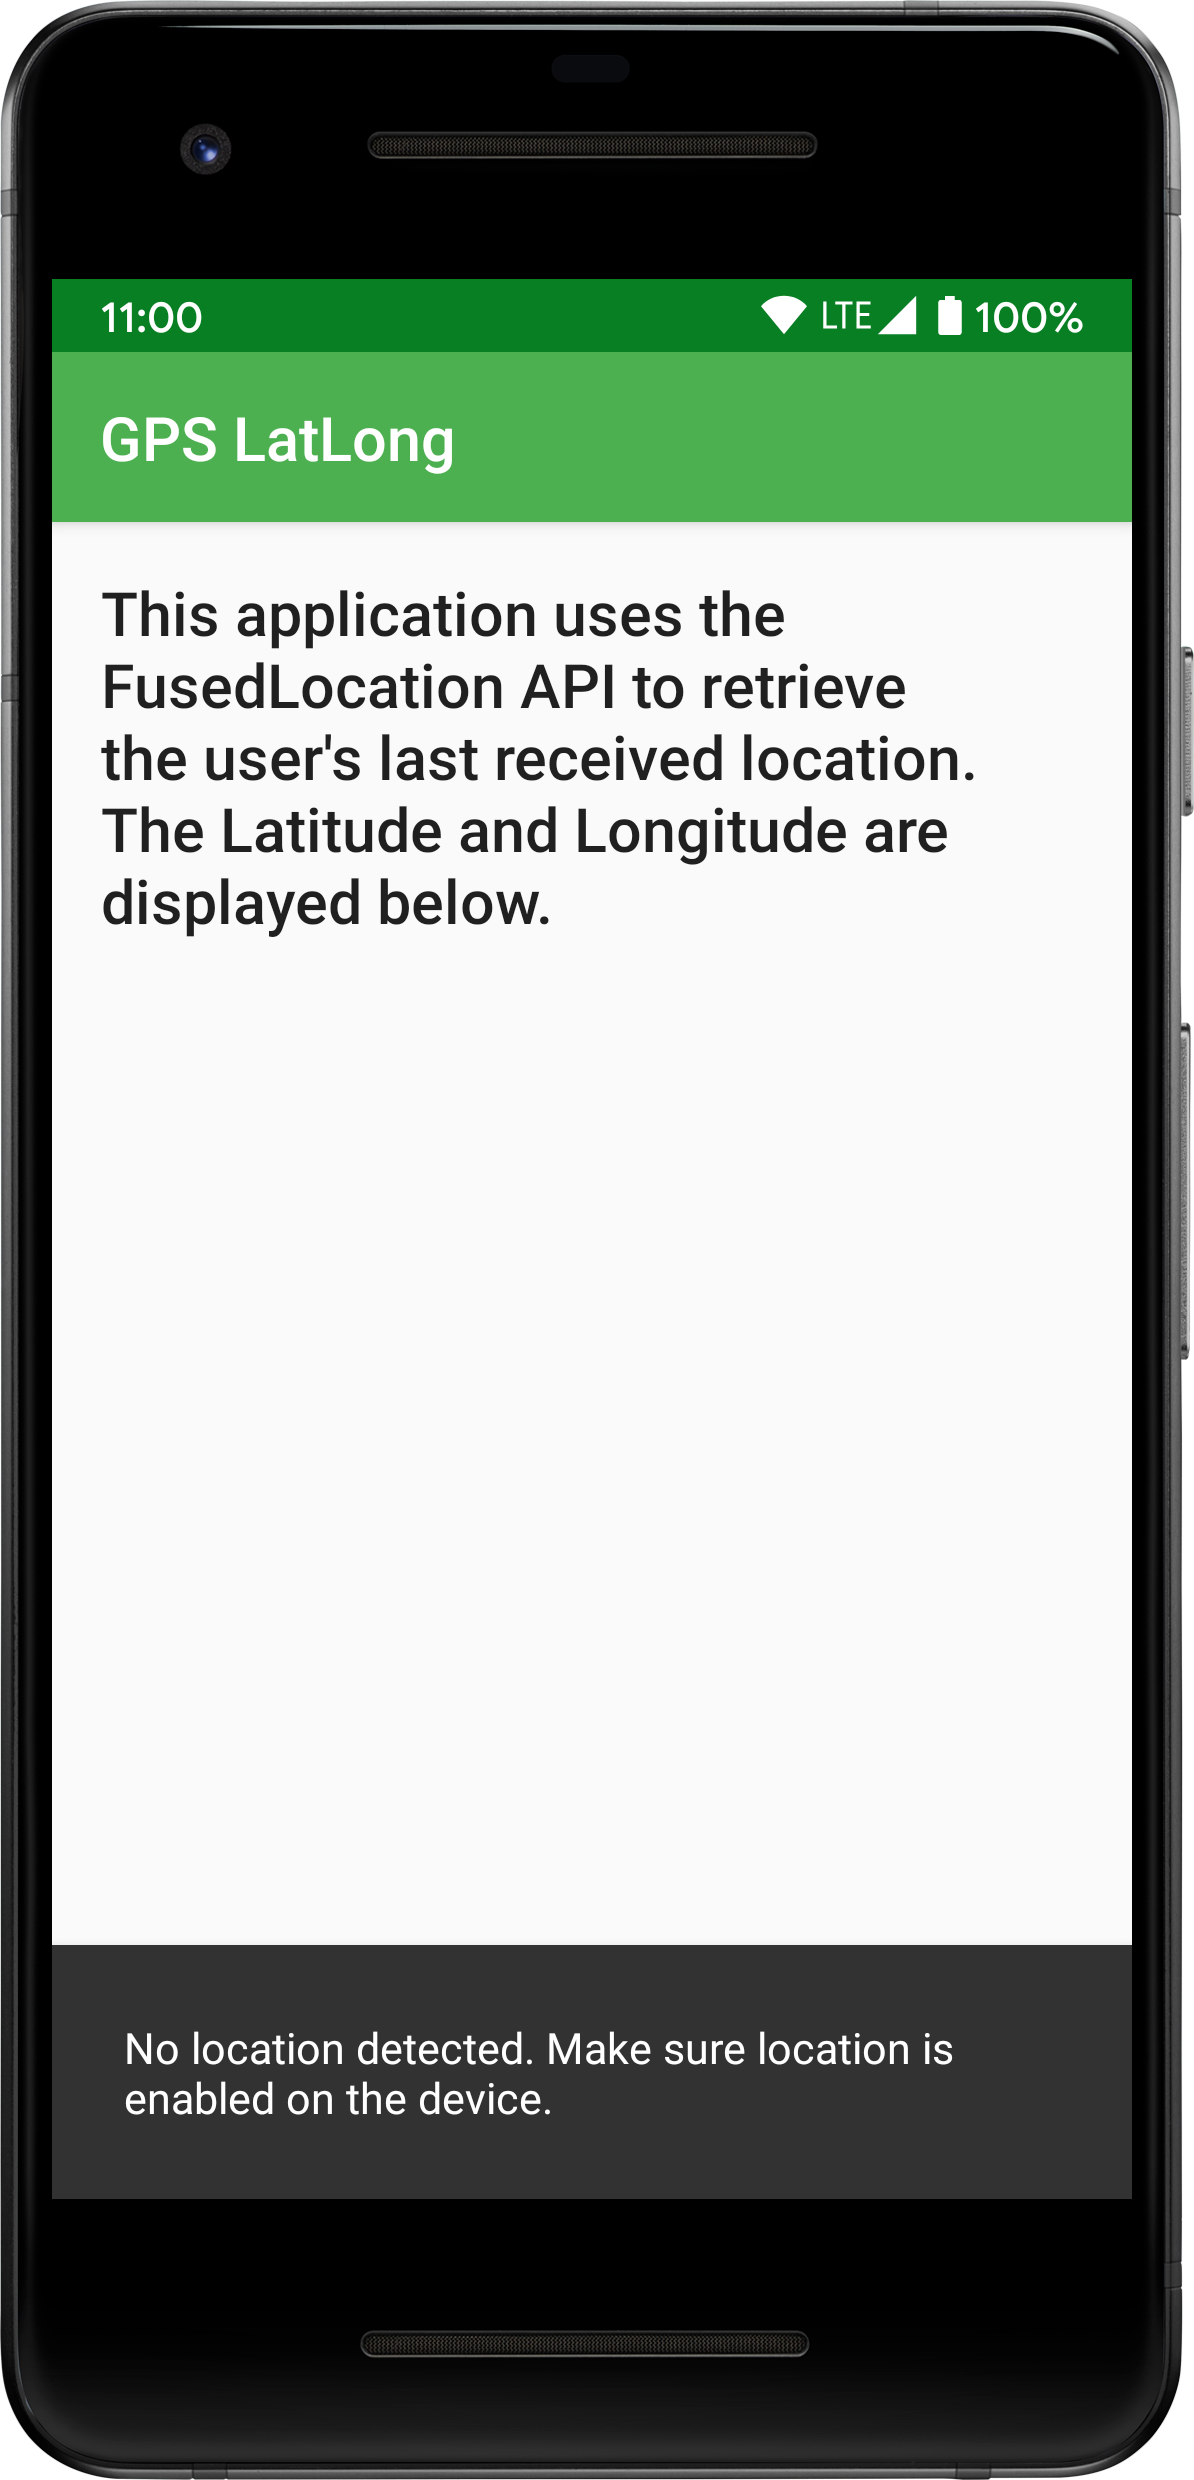 11:00 LTE 100%
GPS LatLong
This application uses the
FusedLocation API to retrieve
the user's last received location.
The Latitude and Longitude are
displayed below.
No location detected. Make sure location is
enabled on the device.